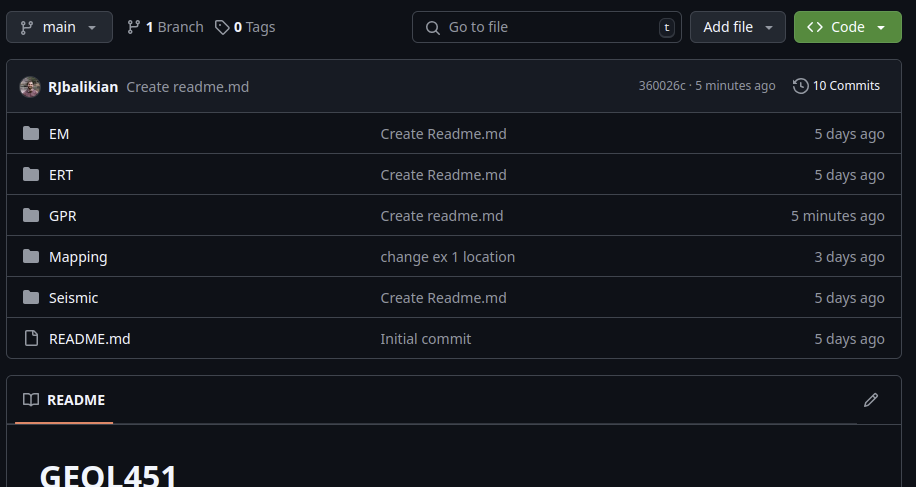 main 1 Branch 0 Tags Go to file t Add file Code
RJbalikian Create readme.md 360026c · 5 minutes ago 10 Commits
EM Create Readme.md 5 days ago
ERT Create Readme.md 5 days ago
GPR Create readme.md 5 minutes ago
Mapping change ex 1 location 3 days ago
Seismic Create Readme.md 5 days ago
README.md Initial commit 5 days ago
README
GEOL451